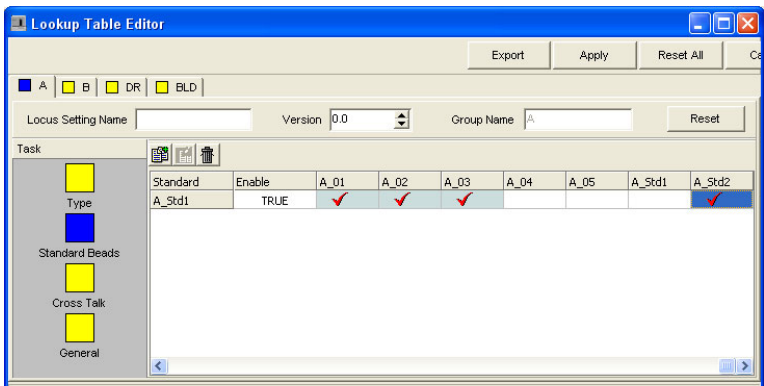 Lookup Table Editor
Export Apply Reset All Ca
A B DR BLD
Locus Setting Name Version 0.0 Group Name A Reset
Task
Standard Enable A_01 A_02 A_03 A_04 A_05 A_Std1 A_Std2
A_Std1 TRUE
Type
Standard Beads
Cross Talk
General